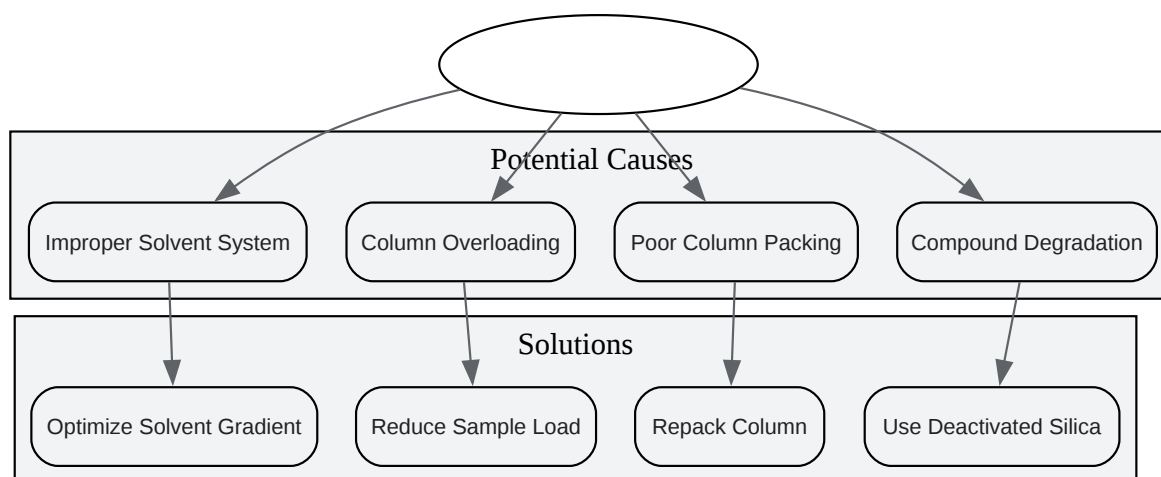 Potential Causes
Improper Solvent System
Column Overloading
Poor Column Packing
Compound Degradation
Solutions
Optimize Solvent Gradient
Reduce Sample Load
Repack Column
Use Deactivated Silica